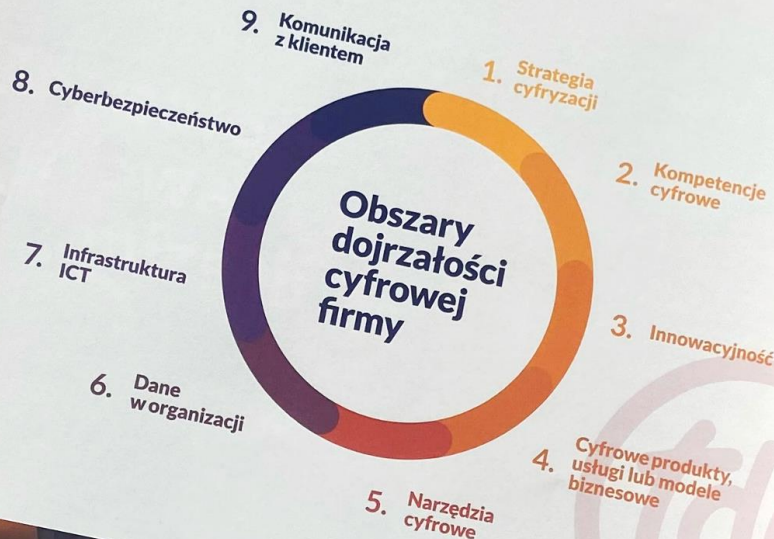 Obszary
dojrzałości
cyfrowej
firmy
1. Strategia
cyfryzacji
2. Kompetencje
cyfrowe
3. Innowacyjność
4. Cyfrowe produkty,
usługi lub modele
biznesowe
5. Narzędzia
cyfrowe
6. Dane
w organizacji
7. Infrastruktura
ICT
8. Cyberbezpieczeństwo
9. Komunikacja
z klientem